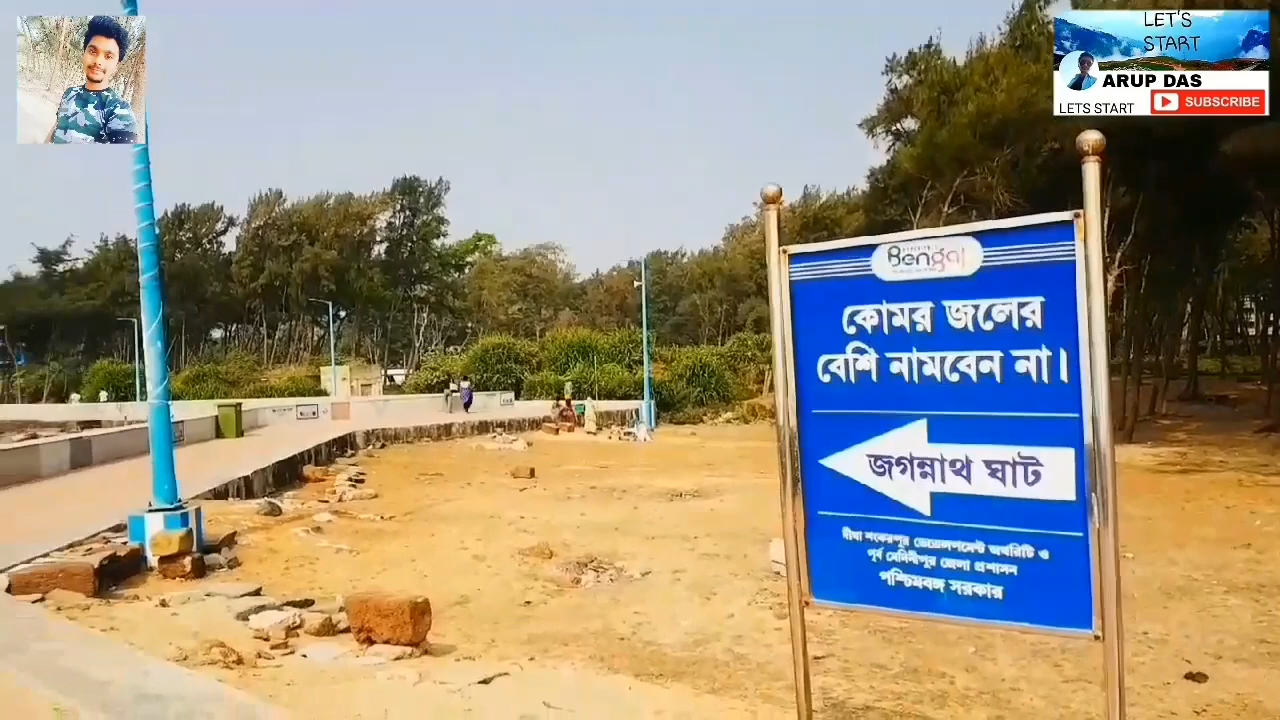 LET'S
START
ARUP DAS
LETS START
SUBSCRIBE
Bengal
কোমর জলের
বেশি নামবেন না।
জগন্নাথ ঘাট
দীঘা শংকরপুর ডেভেলপমেন্ট অথরিটি ও
পূর্ব মেদিনীপুর জেলা প্রশাসন
পশ্চিমবঙ্গ সরকার